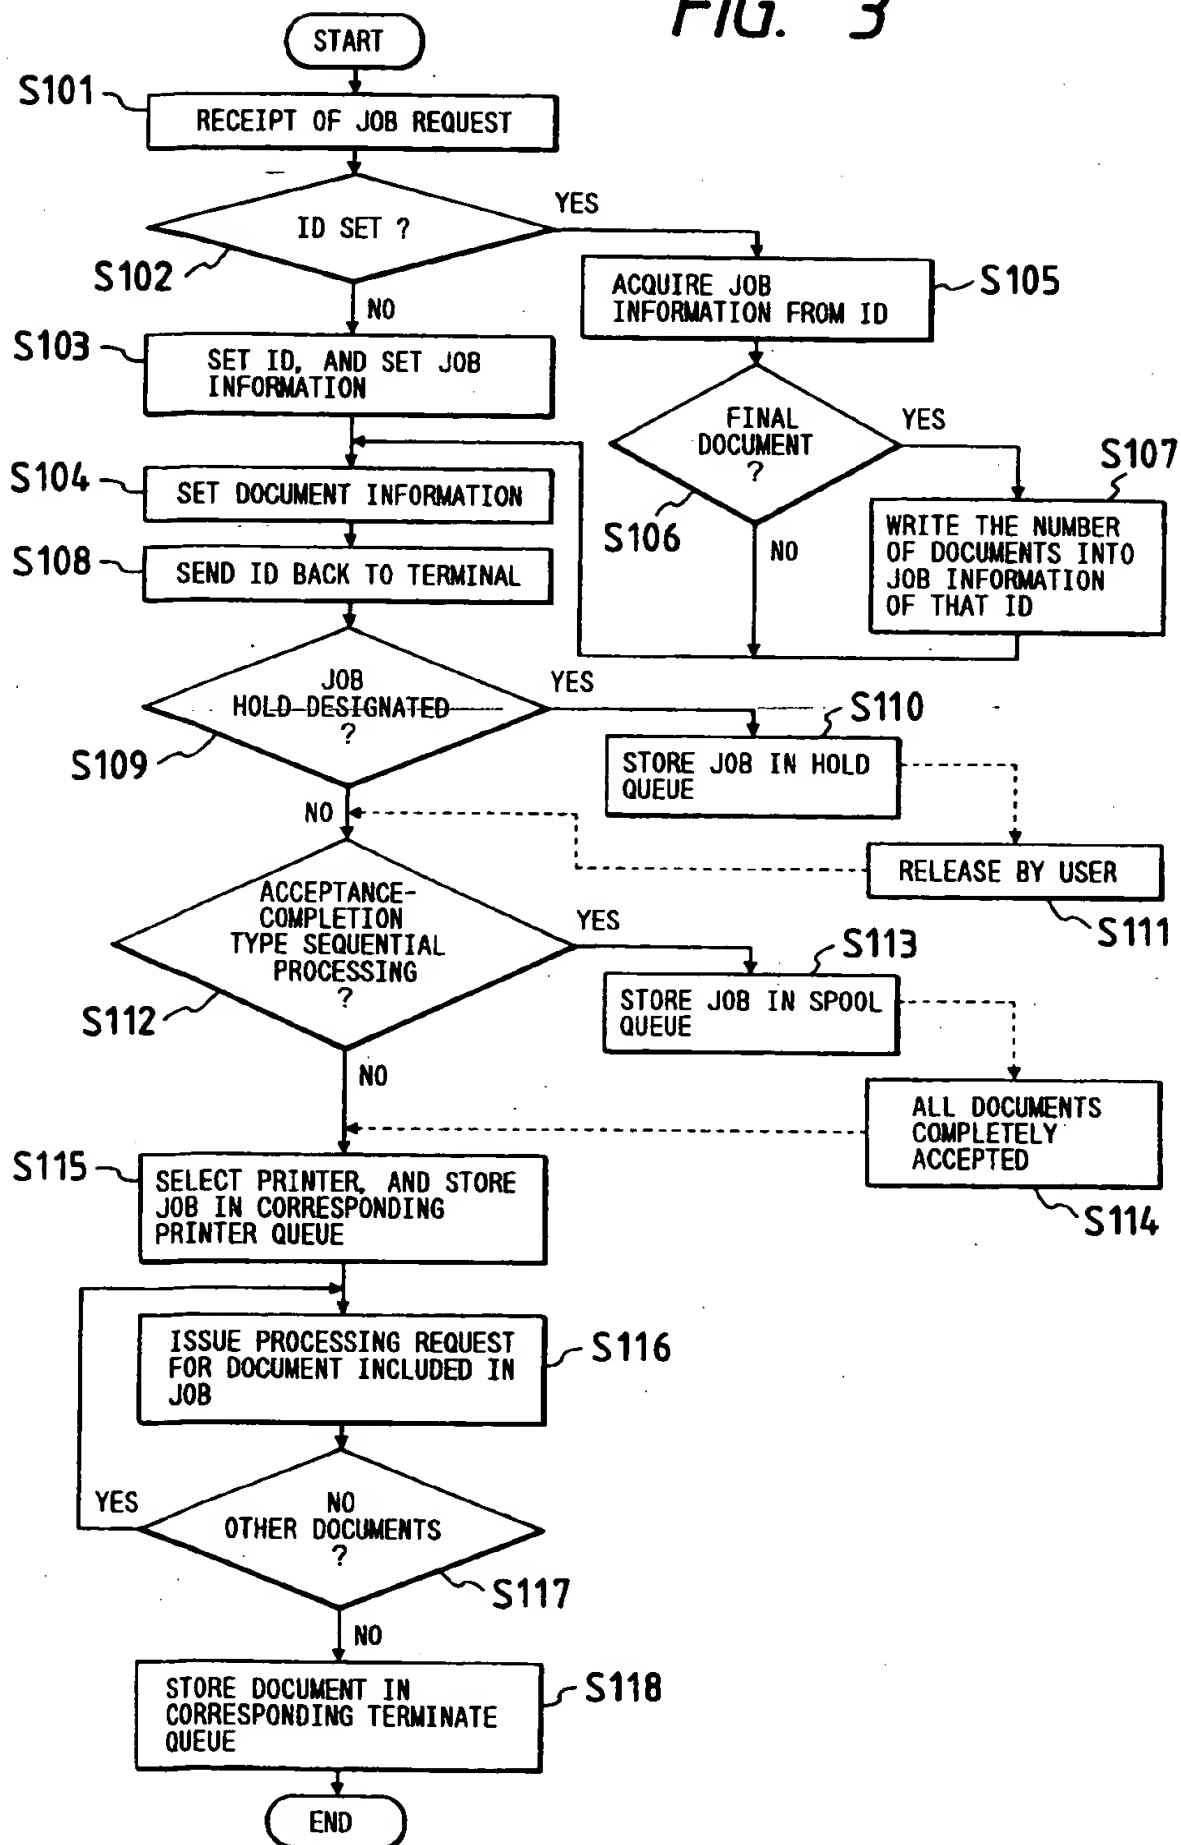 FIG. 3
START
S101
RECEIPT OF JOB REQUEST
ID SET ?
YES
S102
NO
S105
ACQUIRE JOB
INFORMATION FROM ID
S103
SET ID, AND SET JOB
INFORMATION
FINAL
DOCUMENT
?
YES
S106
NO
S107
WRITE THE NUMBER
OF DOCUMENTS INTO
JOB INFORMATION
OF THAT ID
S104
SET DOCUMENT INFORMATION
S108
SEND ID BACK TO TERMINAL
JOB
HOLD DESIGNATED
?
YES
S109
NO
S110
STORE JOB IN HOLD
QUEUE
RELEASE BY USER
S111
ACCEPTANCE-
COMPLETION
TYPE SEQUENTIAL
PROCESSING
?
YES
S112
NO
S113
STORE JOB IN SPOOL
QUEUE
ALL DOCUMENTS
COMPLETELY
ACCEPTED
S114
S115
SELECT PRINTER, AND STORE
JOB IN CORRESPONDING
PRINTER QUEUE
ISSUE PROCESSING REQUEST
FOR DOCUMENT INCLUDED IN
JOB
S116
YES
NO
OTHER DOCUMENTS
?
S117
NO
STORE DOCUMENT IN
CORRESPONDING TERMINATE
QUEUE
S118
END